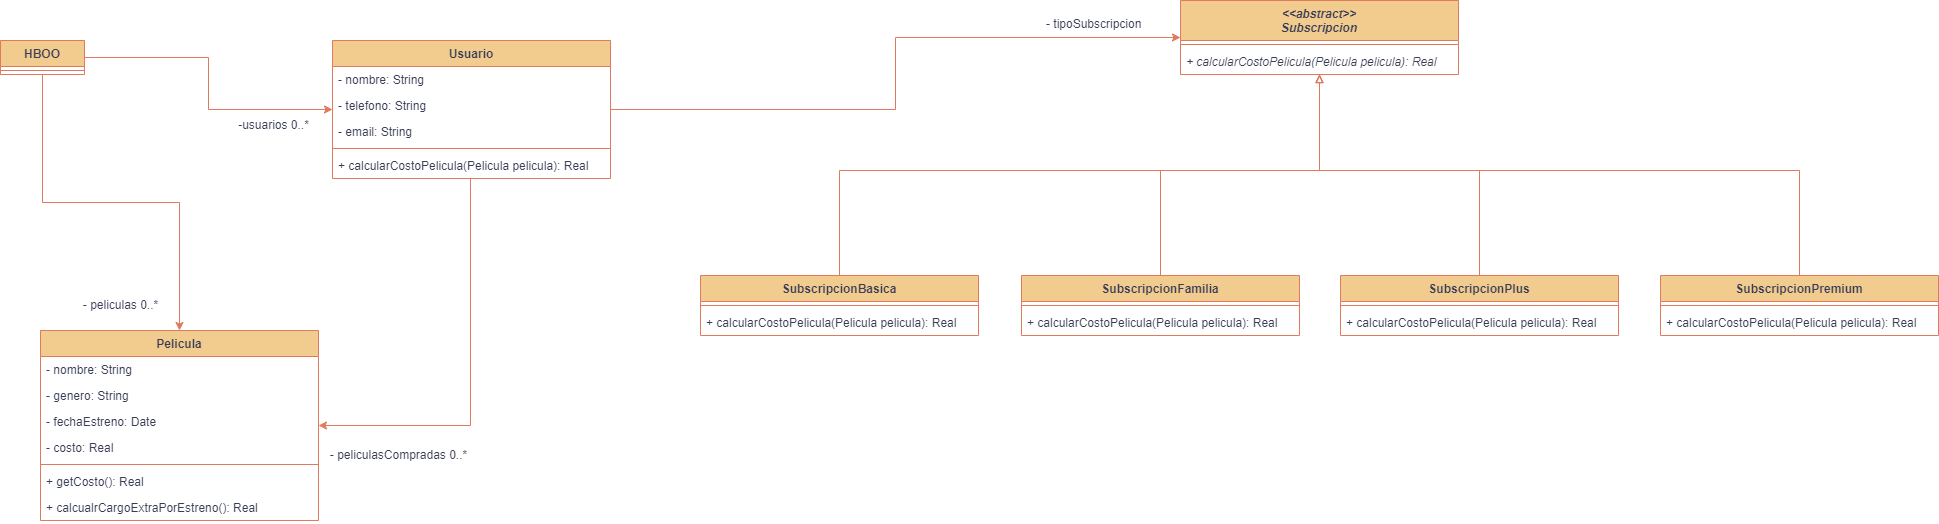 HBOO
-usuarios 0..*
Usuario
- nombre: String
- telefono: String
- email: String
+ calcularCostoPelicula(Pelicula pelicula): Real
- tipoSubscripcion
<<abstract>>
Subscripcion
+ calcularCostoPelicula(Pelicula pelicula): Real
SubscripcionBasica
+ calcularCostoPelicula(Pelicula pelicula): Real
SubscripcionFamilia
+ calcularCostoPelicula(Pelicula pelicula): Real
SubscripcionPlus
+ calcularCostoPelicula(Pelicula pelicula): Real
SubscripcionPremium
+ calcularCostoPelicula(Pelicula pelicula): Real
- peliculas 0..*
Pelicula
- nombre: String
- genero: String
- fechaEstreno: Date
- costo: Real
+ getCosto(): Real
+ calcualrCargoExtraPorEstreno(): Real
- peliculasCompradas 0..*